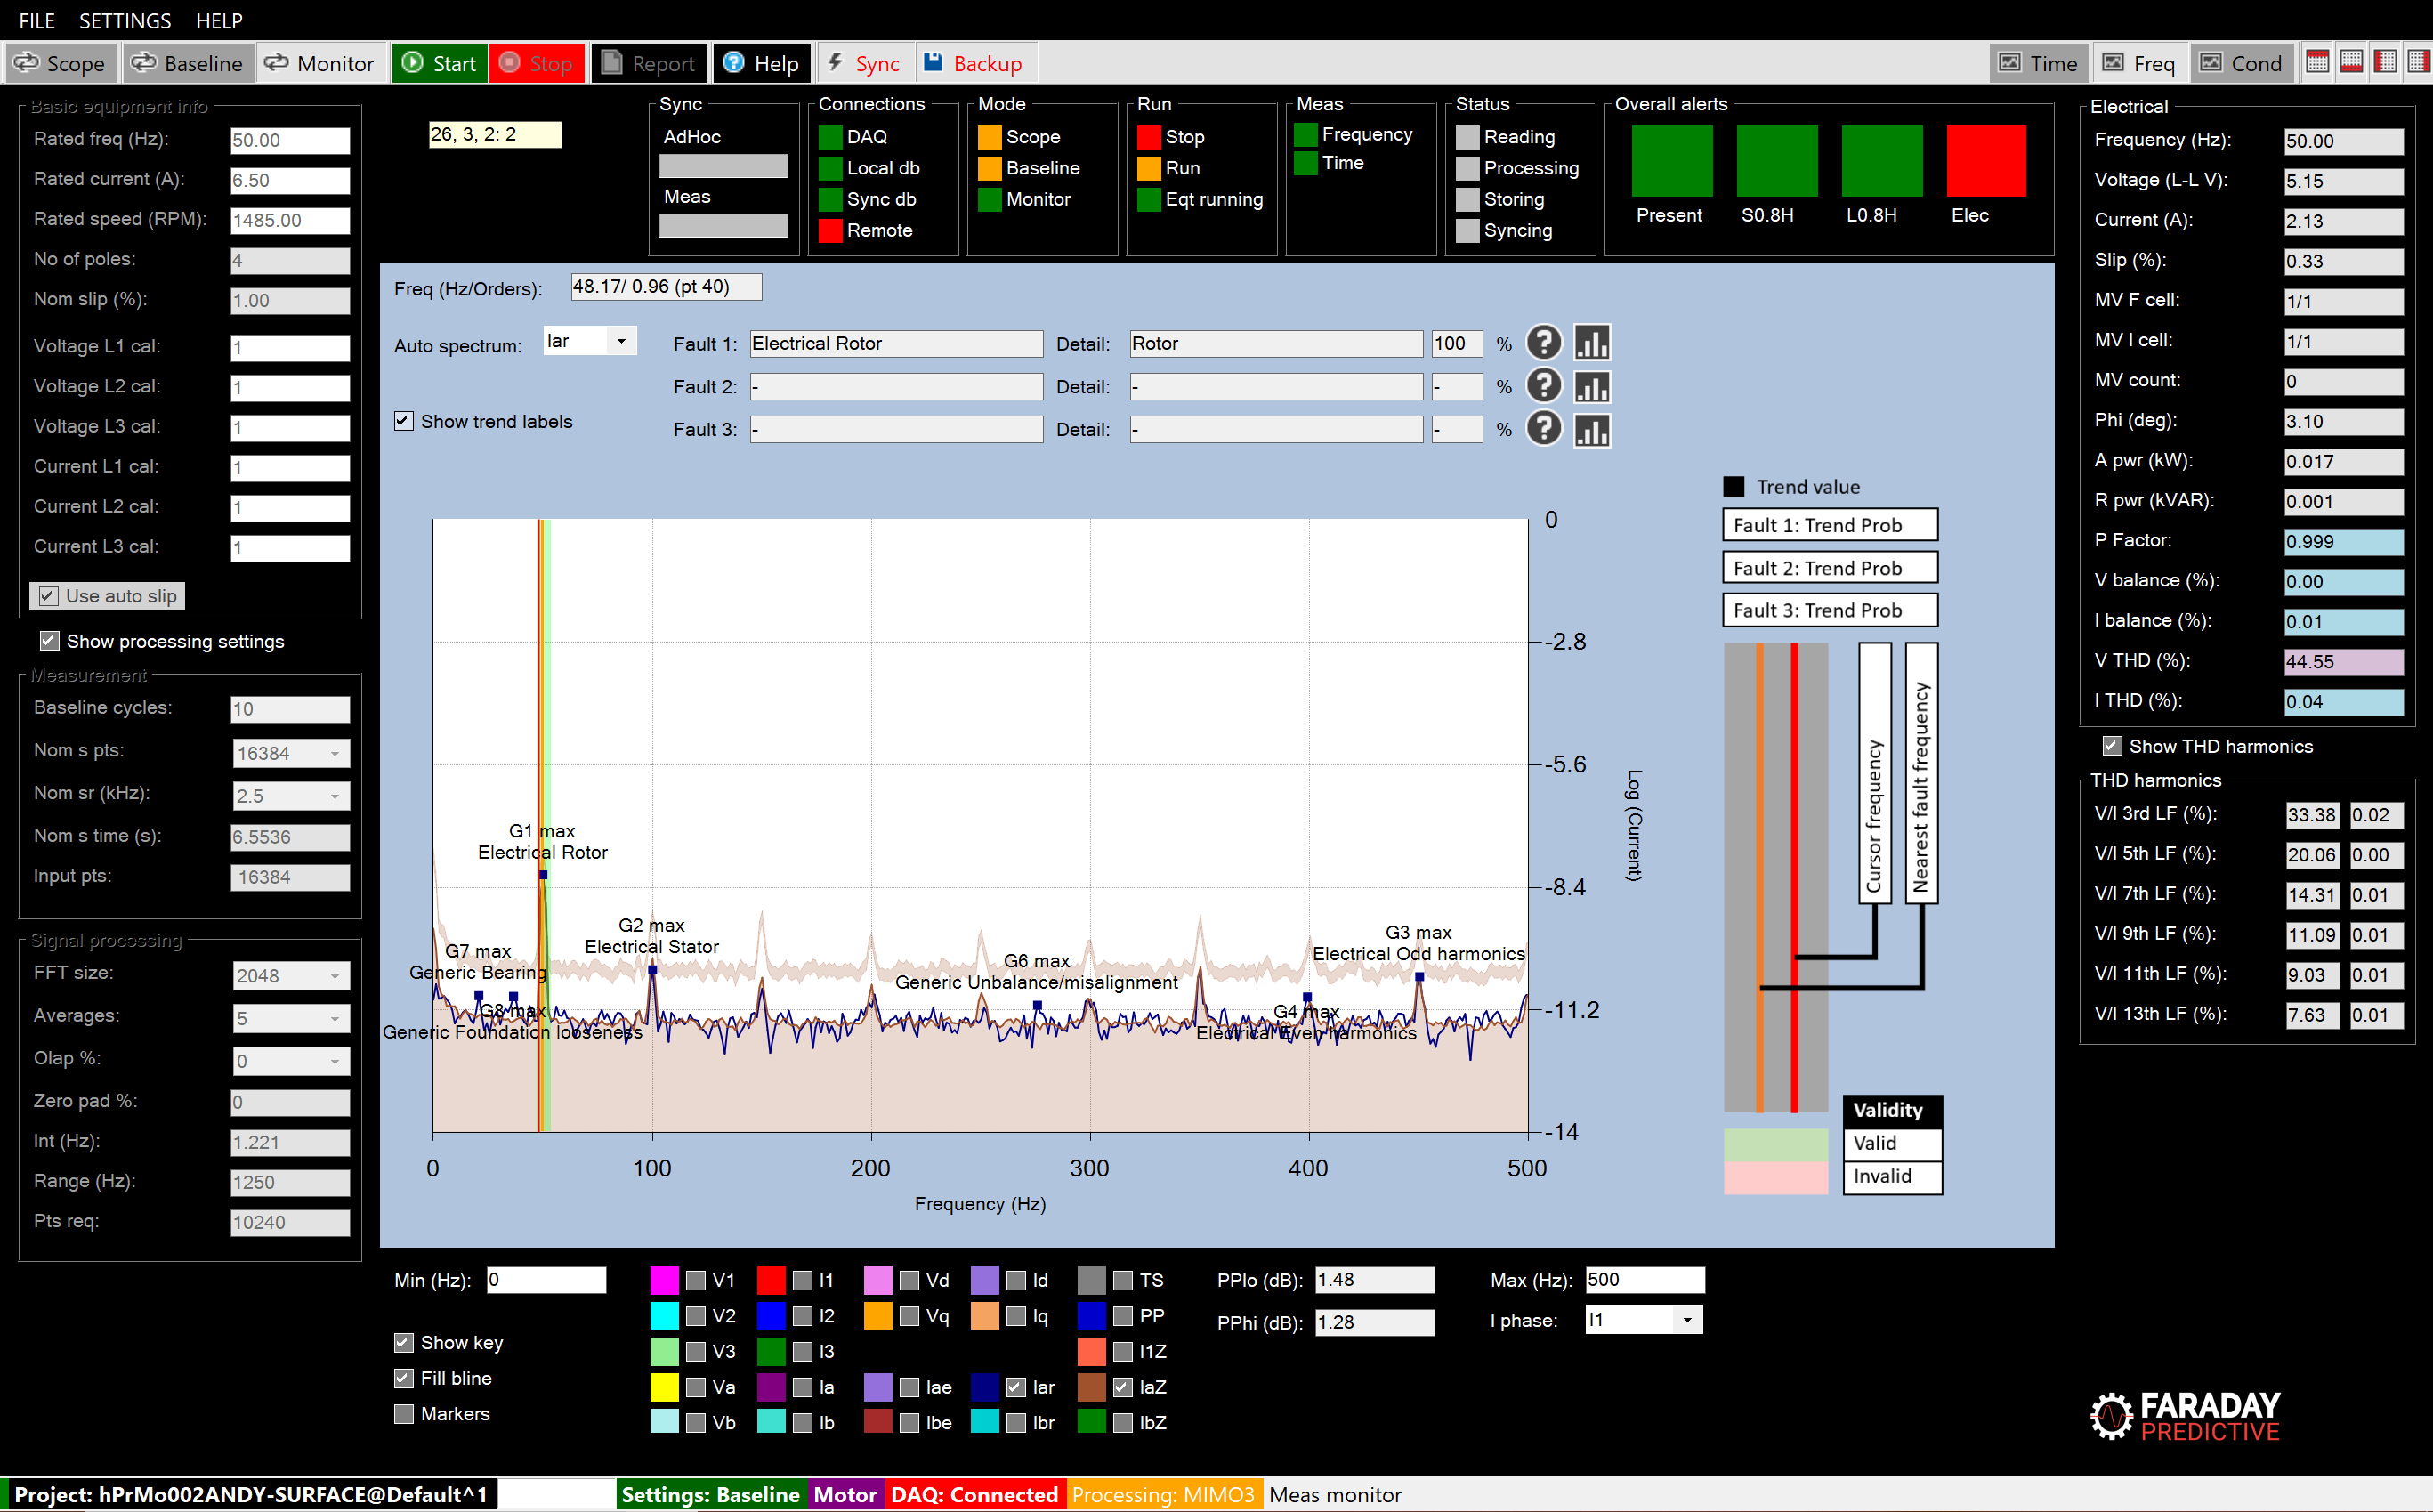 FILE SETTINGS HELP
Scope Baseline Monitor Start Stop Report Help Sync Backup Time Freq Cond
Basic equipment info
Rated freq (Hz): 50.00
Rated current (A): 6.50
Rated speed (RPM): 1485.00
No of poles: 4
Nom slip (%): 1.00
Voltage L1 cal: 1
Voltage L2 cal: 1
Voltage L3 cal: 1
Current L1 cal: 1
Current L2 cal: 1
Current L3 cal: 1
Use auto slip
Show processing settings
Measurement
Baseline cycles: 10
Nom s pts: 16384
Nom sr (kHz): 2.5
Nom s time (s): 6.5536
Input pts: 16384
Signal processing
FFT size: 2048
Averages: 5
Olap %: 0
Zero pad %: 0
Int (Hz): 1.221
Range (Hz): 1250
Pts req: 10240
26, 3, 2: 2
Sync
AdHoc
Meas
Connections
DAQ
Local db
Sync db
Remote
Mode
Scope
Baseline
Monitor
Run
Stop
Run
Eqt running
Meas
Frequency
Time
Status
Reading
Processing
Storing
Syncing
Overall alerts
Present S0.8H L0.8H Elec
Freq (Hz/Orders): 48.17/ 0.96 (pt 40)
Auto spectrum: Iar
Show trend labels
Fault 1: Electrical Rotor Detail: Rotor 100 %
Fault 2: - Detail: - - %
Fault 3: - Detail: - - %
Trend value
Fault 1: Trend Prob
Fault 2: Trend Prob
Fault 3: Trend Prob
Cursor frequency
Nearest fault frequency
Validity
Valid
Invalid
0
-2.8
-5.6
-8.4
-11.2
-14
Log (Current)
G1 max
Electrical Rotor
G2 max
Electrical Stator
G7 max
Generic Bearing
G8 max
Generic Foundation looseness
G6 max
Generic Unbalance/misalignment
G3 max
Electrical Odd harmonics
G4 max
Electrical Even harmonics
0 100 200 300 400 500
Frequency (Hz)
Min (Hz): 0
Show key
Fill bline
Markers
V1 I1 Vd Id TS
V2 I2 Vq Iq PP
V3 I3 I1Z
Va Ia Iae Iar IaZ
Vb Ib Ibe Ibr IbZ
PPlo (dB): 1.48
PPhi (dB): 1.28
Max (Hz): 500
I phase: I1
Electrical
Frequency (Hz): 50.00
Voltage (L-L V): 5.15
Current (A): 2.13
Slip (%): 0.33
MV F cell: 1/1
MV I cell: 1/1
MV count: 0
Phi (deg): 3.10
A pwr (kW): 0.017
R pwr (kVAR): 0.001
P Factor: 0.999
V balance (%): 0.00
I balance (%): 0.01
V THD (%): 44.55
I THD (%): 0.04
Show THD harmonics
THD harmonics
V/I 3rd LF (%): 33.38 0.02
V/I 5th LF (%): 20.06 0.00
V/I 7th LF (%): 14.31 0.01
V/I 9th LF (%): 11.09 0.01
V/I 11th LF (%): 9.03 0.01
V/I 13th LF (%): 7.63 0.01
FARADAY
PREDICTIVE
Project: hPrMo002ANDY-SURFACE@Default^1 Settings: Baseline Motor DAQ: Connected Processing: MIMO3 Meas monitor